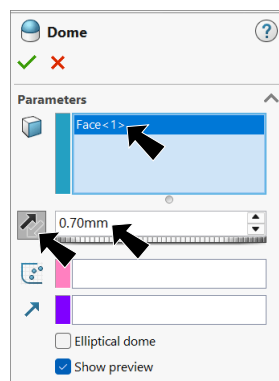 Dome
?
Parameters
Face<1>
0.70mm
Elliptical dome
Show preview